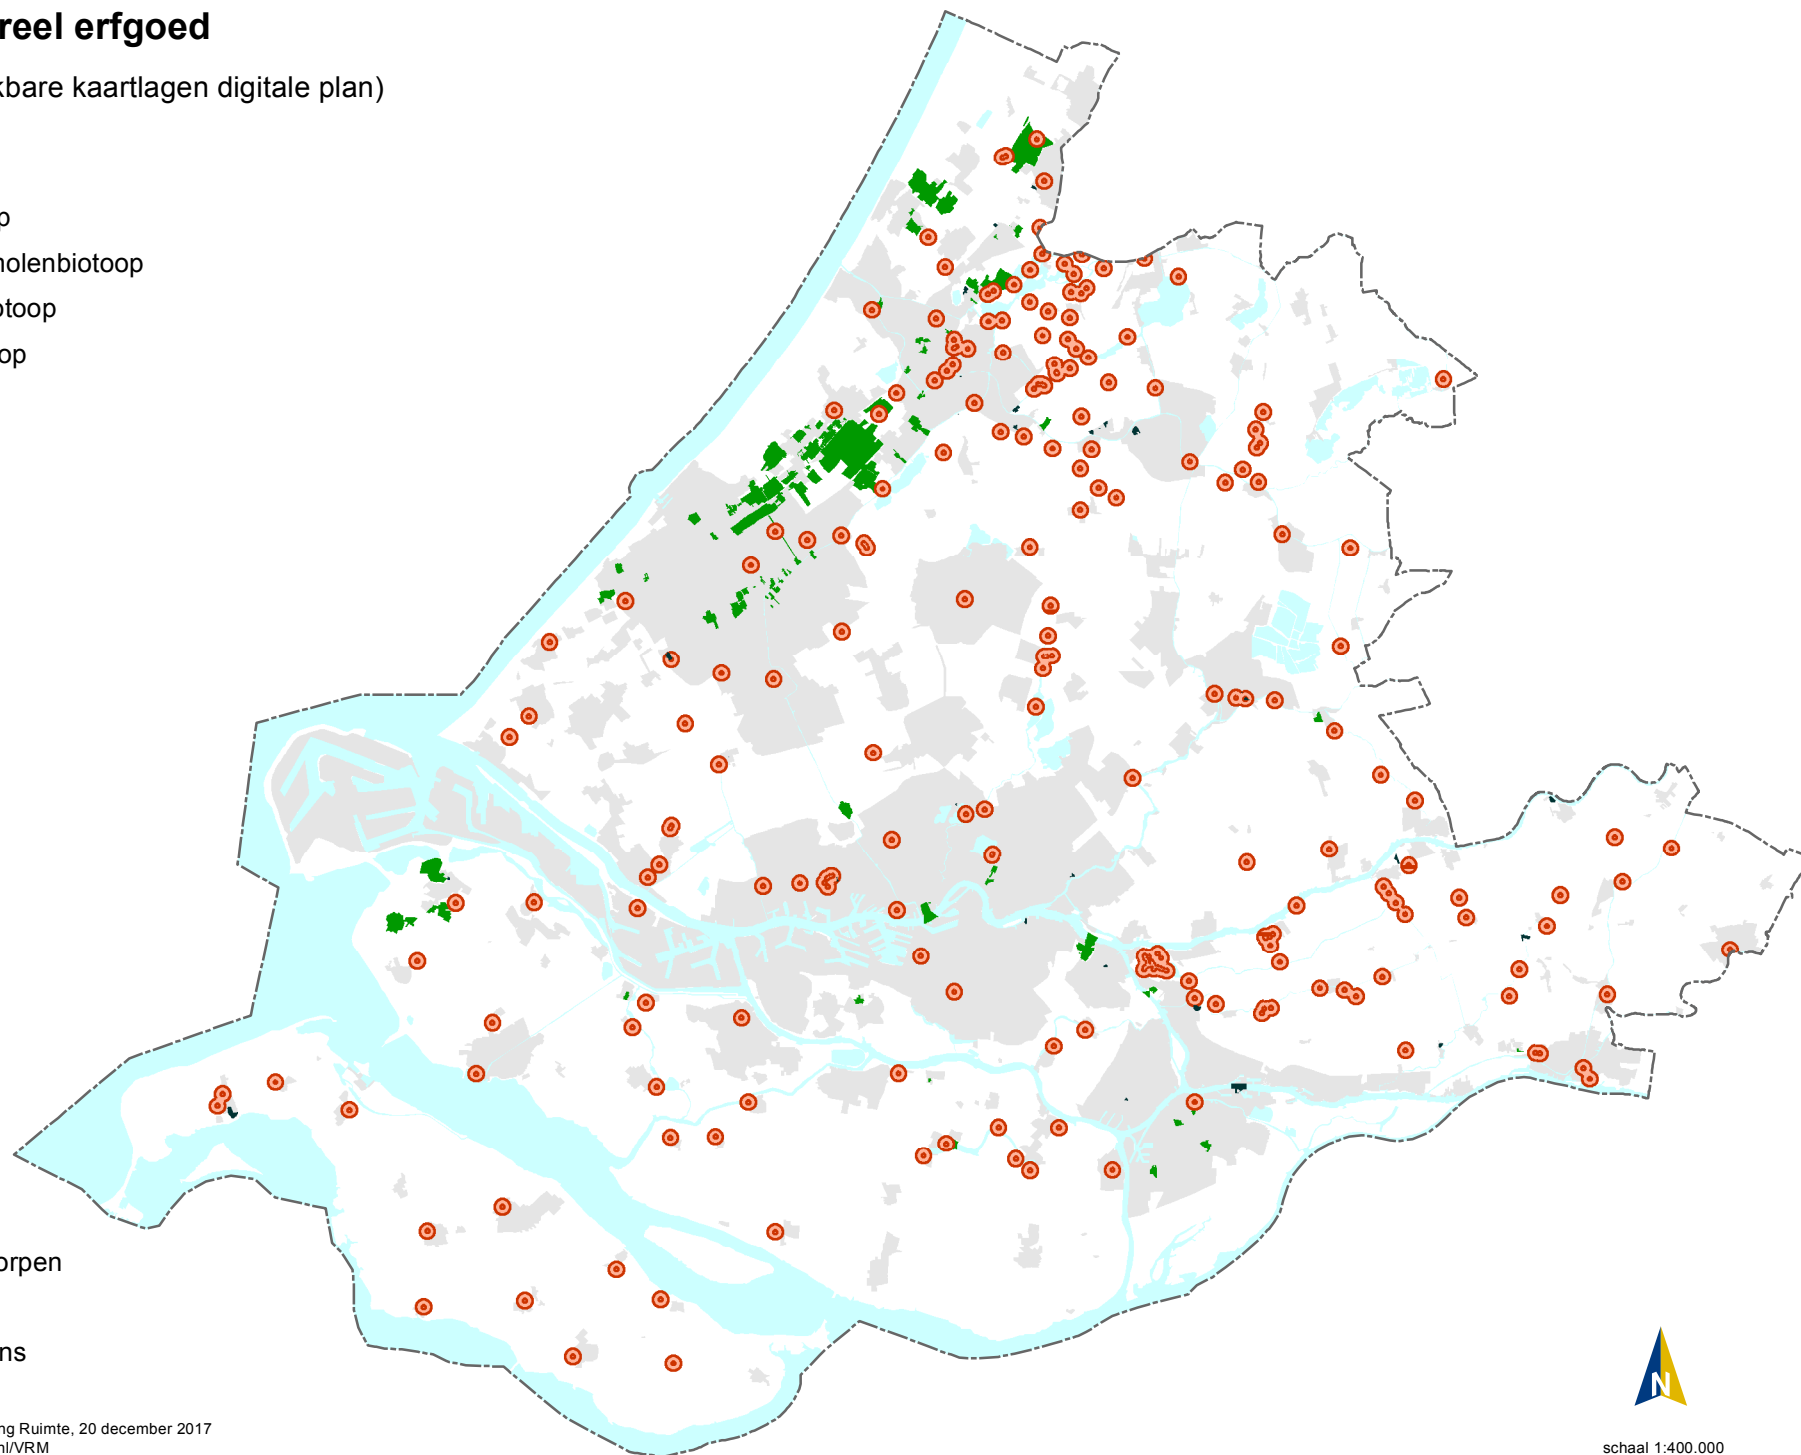 reel erfgoed
kbare kaartlagen digitale plan)
p
nolenbiotoop
otoop
op
orpen
ns
ng Ruimte, 20 december 2017
nl/VRM
N
schaal 1:400.000